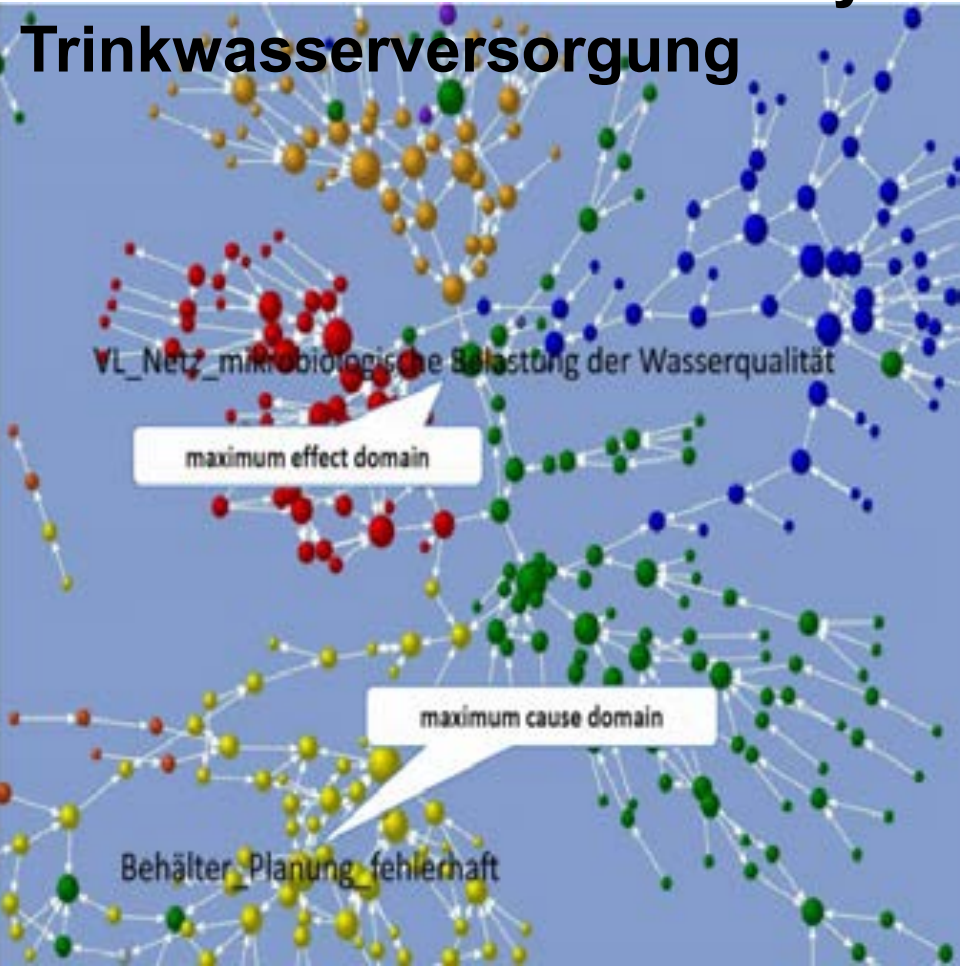 Trinkwasserversorgung
VL_Netz_mikrobiologische Belastung der Wasserqualität
maximum effect domain
maximum cause domain
Behälter_Planung_fehlerhaft